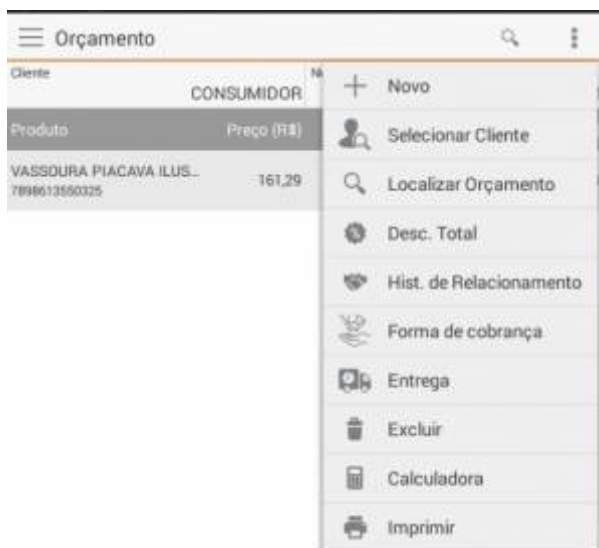 Orçamento
Cliente
CONSUMIDOR
Produto Preço (R$)
VASSOURA PIACAVA ILUS... 161,29
7898613550325
Novo
Selecionar Cliente
Localizar Orçamento
Desc. Total
Hist. de Relacionamento
Forma de cobrança
Entrega
Excluir
Calculadora
Imprimir